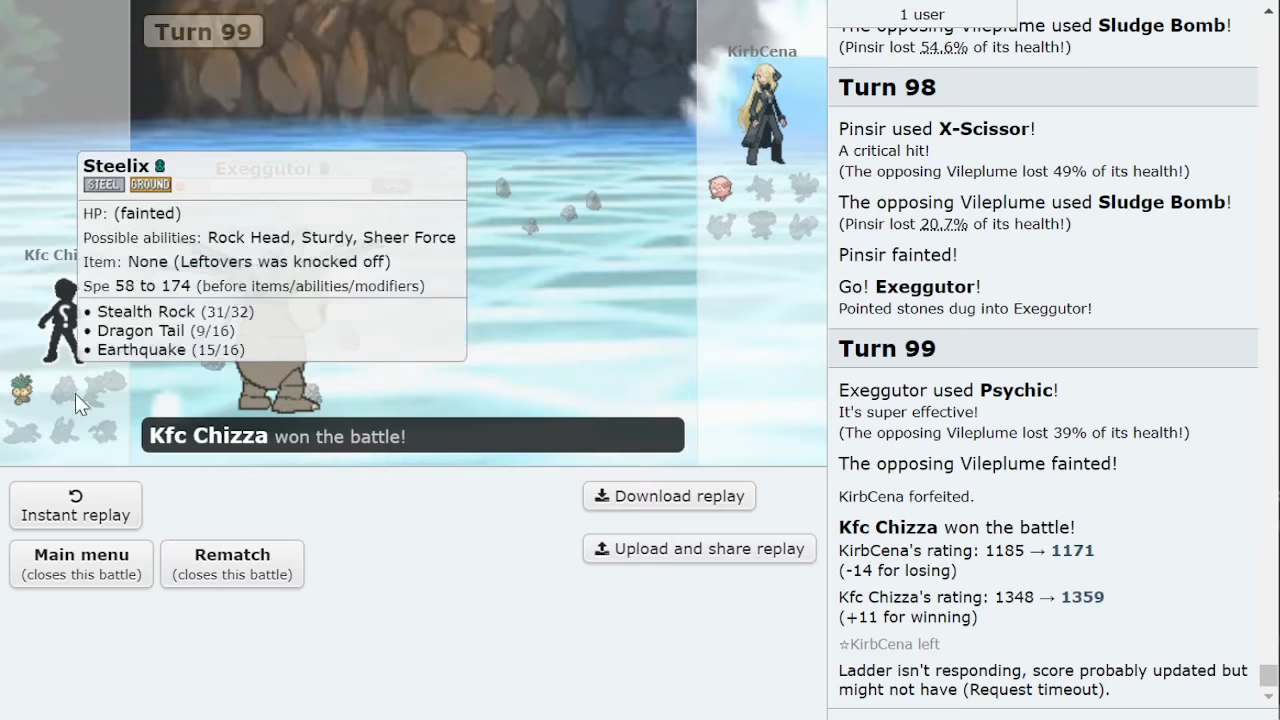 Turn 99
KirbCena
Exeggutor
Steelix
STEEL GROUND
HP: (fainted)
Possible abilities: Rock Head, Sturdy, Sheer Force
Item: None (Leftovers was knocked off)
Spe 58 to 174 (before items/abilities/modifiers)
• Stealth Rock (31/32)
• Dragon Tail (9/16)
• Earthquake (15/16)
Kfc Chi
Kfc Chizza won the battle!
Instant replay
Download replay
Upload and share replay
Main menu
(closes this battle)
Rematch
(closes this battle)
1 user
The opposing Vileplume used Sludge Bomb!
(Pinsir lost 54.6% of its health!)
Turn 98
Pinsir used X-Scissor!
A critical hit!
(The opposing Vileplume lost 49% of its health!)
The opposing Vileplume used Sludge Bomb!
(Pinsir lost 20.7% of its health!)
Pinsir fainted!
Go! Exeggutor!
Pointed stones dug into Exeggutor!
Turn 99
Exeggutor used Psychic!
It's super effective!
(The opposing Vileplume lost 39% of its health!)
The opposing Vileplume fainted!
KirbCena forfeited.
Kfc Chizza won the battle!
KirbCena's rating: 1185 → 1171
(-14 for losing)
Kfc Chizza's rating: 1348 → 1359
(+11 for winning)
☆KirbCena left
Ladder isn't responding, score probably updated but
might not have (Request timeout).